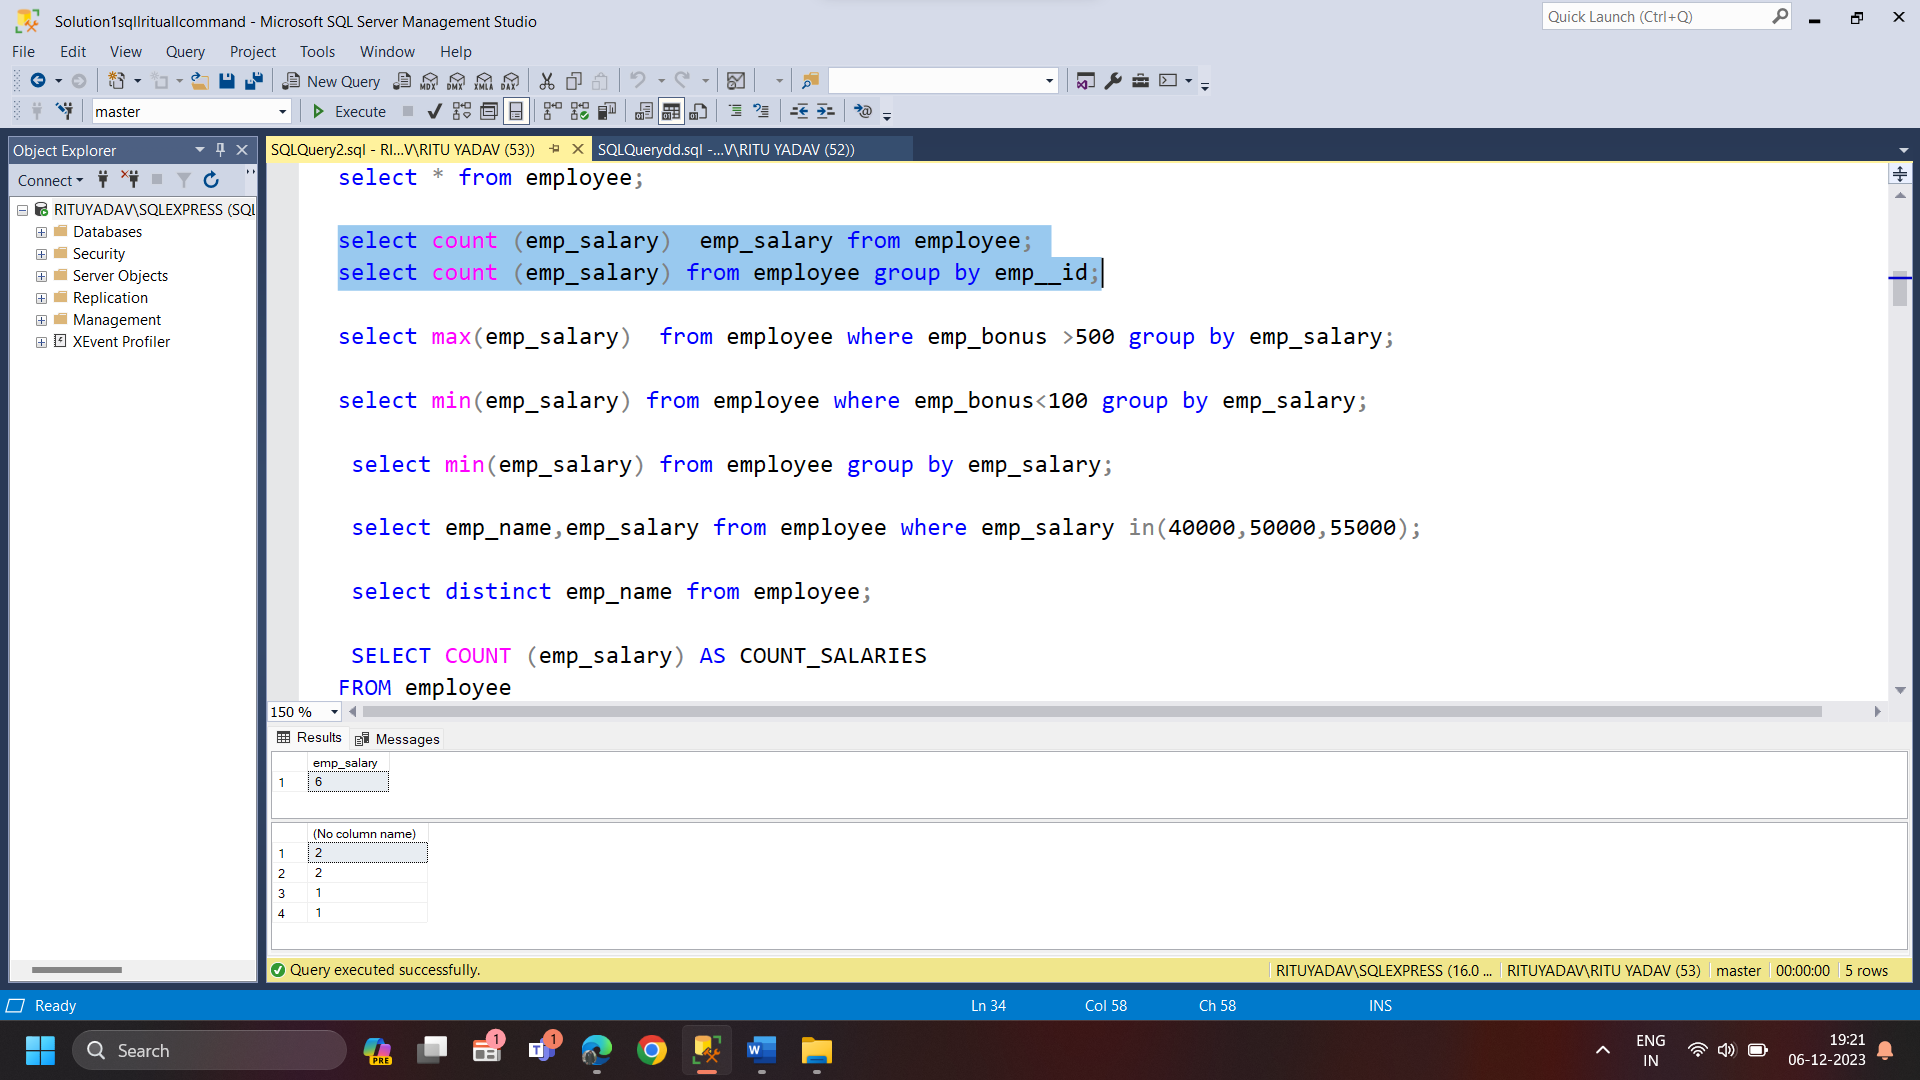 Solution1sqllrituallcommand - Microsoft SQL Server Management Studio
Quick Launch (Ctrl+Q)
File Edit View Query Project Tools Window Help
New Query MDX DMX XMLA DAX
master Execute
Object Explorer
SQLQuery2.sql - RI...V\RITU YADAV (53)) SQLQuerydd.sql -...V\RITU YADAV (52))
Connect
RITUYADAV\SQLEXPRESS (SQL
Databases
Security
Server Objects
Replication
Management
XEvent Profiler
select * from employee;
select count (emp_salary)  emp_salary from employee;
select count (emp_salary) from employee group by emp__id;
select max(emp_salary)  from employee where emp_bonus >500 group by emp_salary;
select min(emp_salary) from employee where emp_bonus<100 group by emp_salary;
select min(emp_salary) from employee group by emp_salary;
select emp_name,emp_salary from employee where emp_salary in(40000,50000,55000);
select distinct emp_name from employee;
SELECT COUNT (emp_salary) AS COUNT_SALARIES
FROM employee
150 %
Results Messages
emp_salary
1 6
(No column name)
1 2
2 2
3 1
4 1
Query executed successfully. RITUYADAV\SQLEXPRESS (16.0 ... RITUYADAV\RITU YADAV (53) master 00:00:00 5 rows
Ready Ln 34 Col 58 Ch 58 INS
Search PRE 1 1 ENG IN 19:21 06-12-2023